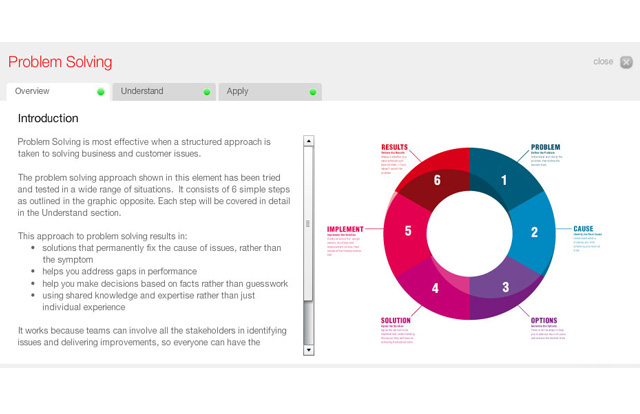 Problem Solving
close
Overview
Understand
Apply
Introduction
Problem Solving is most effective when a structured approach is
taken to solving business and customer issues.
The problem solving approach shown in this element has been tried
and tested in a wide range of situations. It consists of 6 simple steps
as outlined in the graphic opposite. Each step will be covered in detail
in the Understand section.
This approach to problem solving results in:
• solutions that permanently fix the cause of issues, rather than
the symptom
• helps you address gaps in performance
• help you make decisions based on facts rather than guesswork
• using shared knowledge and expertise rather than just
individual experience
It works because teams can involve all the stakeholders in identifying
issues and delivering improvements, so everyone can have the
RESULTS
PROBLEM
6
1
IMPLEMENT
5
2
CAUSE
4
3
SOLUTION
OPTIONS